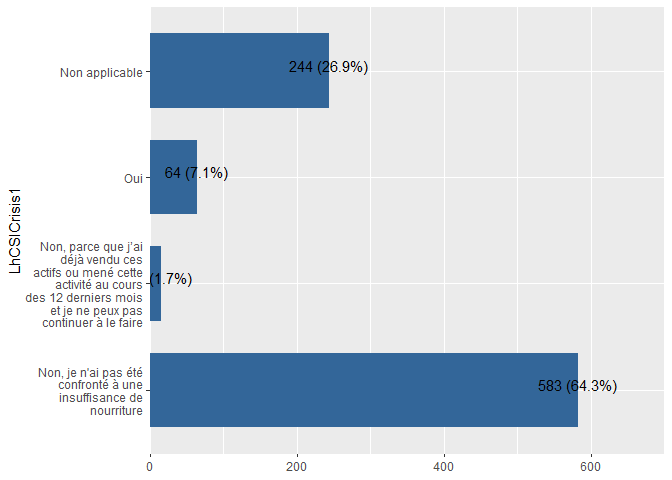 LhCSICrisis1
Non applicable
244 (26.9%)
Oui
64 (7.1%)
Non, parce que j'ai
déjà vendu ces
actifs ou mené cette
activité au cours
des 12 derniers mois
et je ne peux pas
continuer à le faire
(1.7%)
Non, je n'ai pas été
confronté à une
insuffisance de
nourriture
583 (64.3%)
0
200
400
600